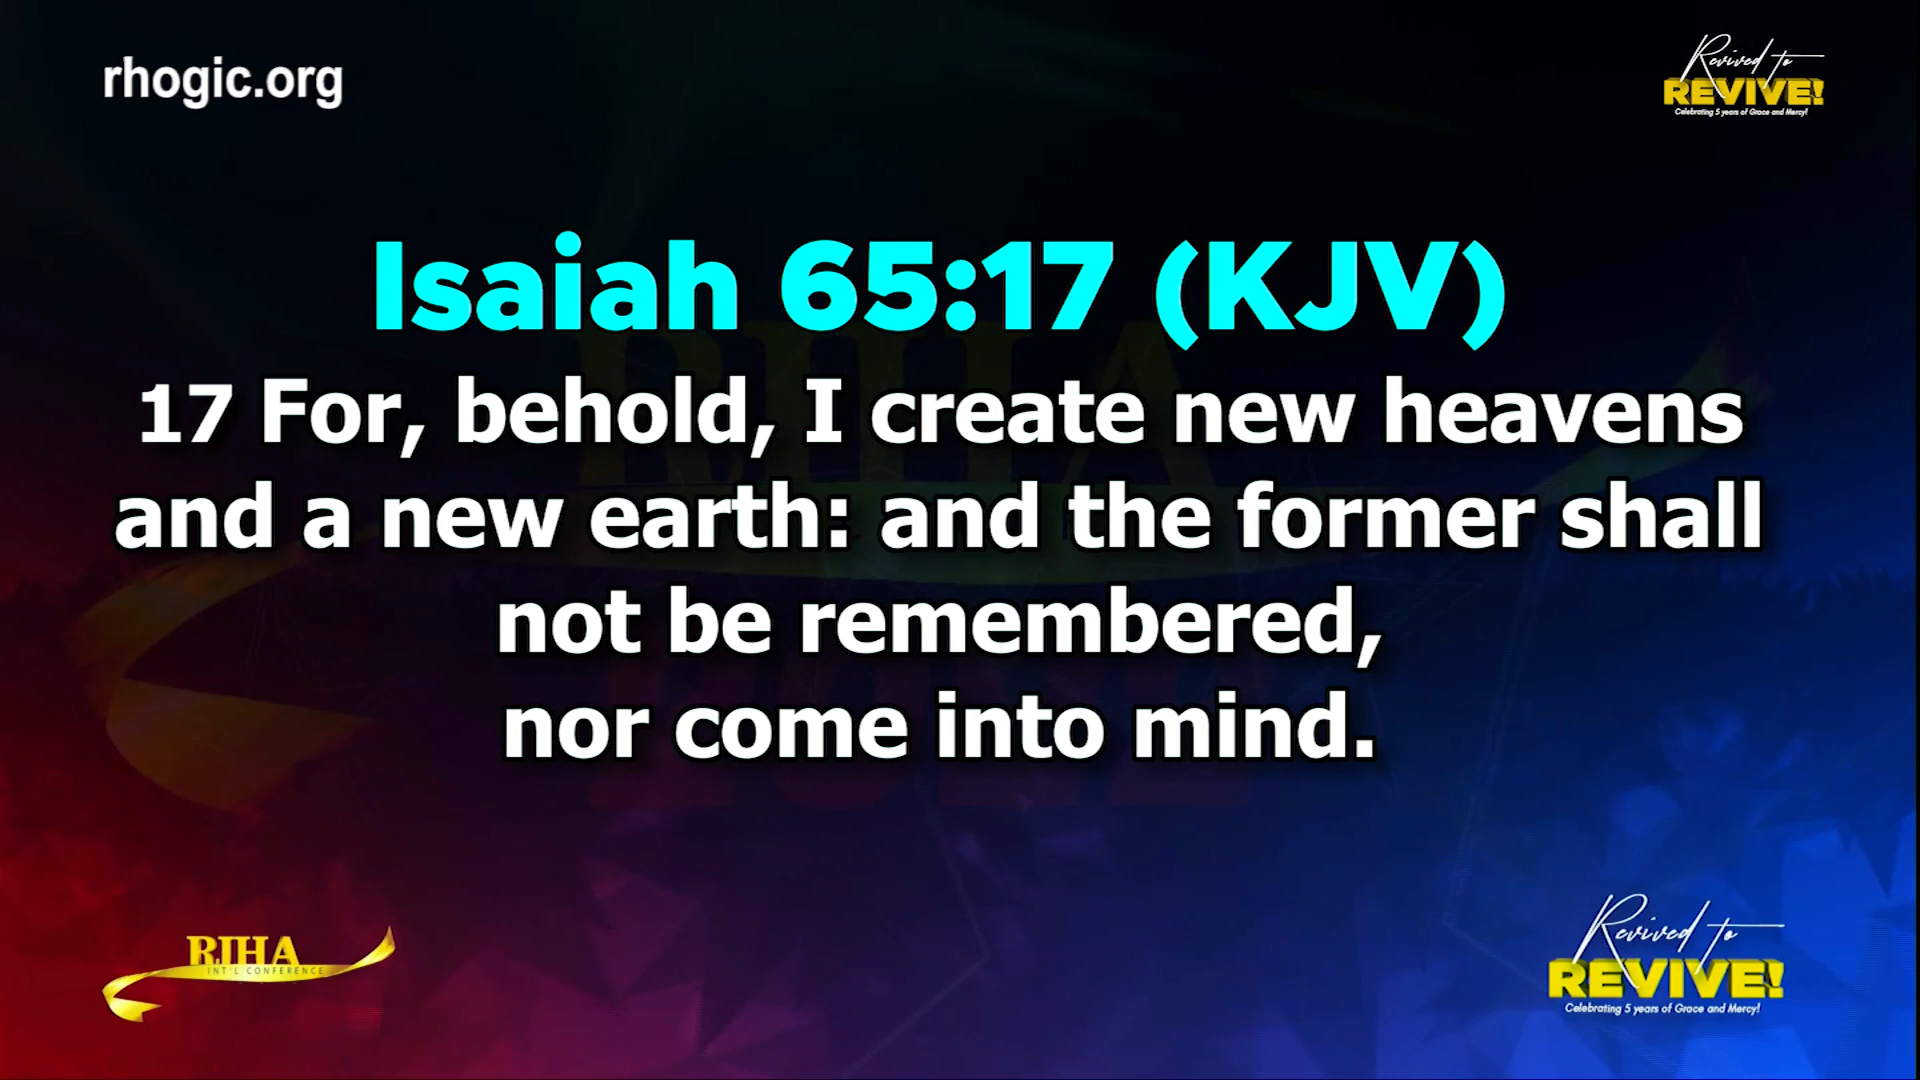 rhogic.org
Revived to
REVIVE!
Celebrating 5 years of Grace and Mercy!
Isaiah 65:17 (KJV)
17 For, behold, I create new heavens
and a new earth: and the former shall
not be remembered,
nor come into mind.
RIHA
INT'L CONFERENCE
Revived to
REVIVE!
Celebrating 5 years of Grace and Mercy!